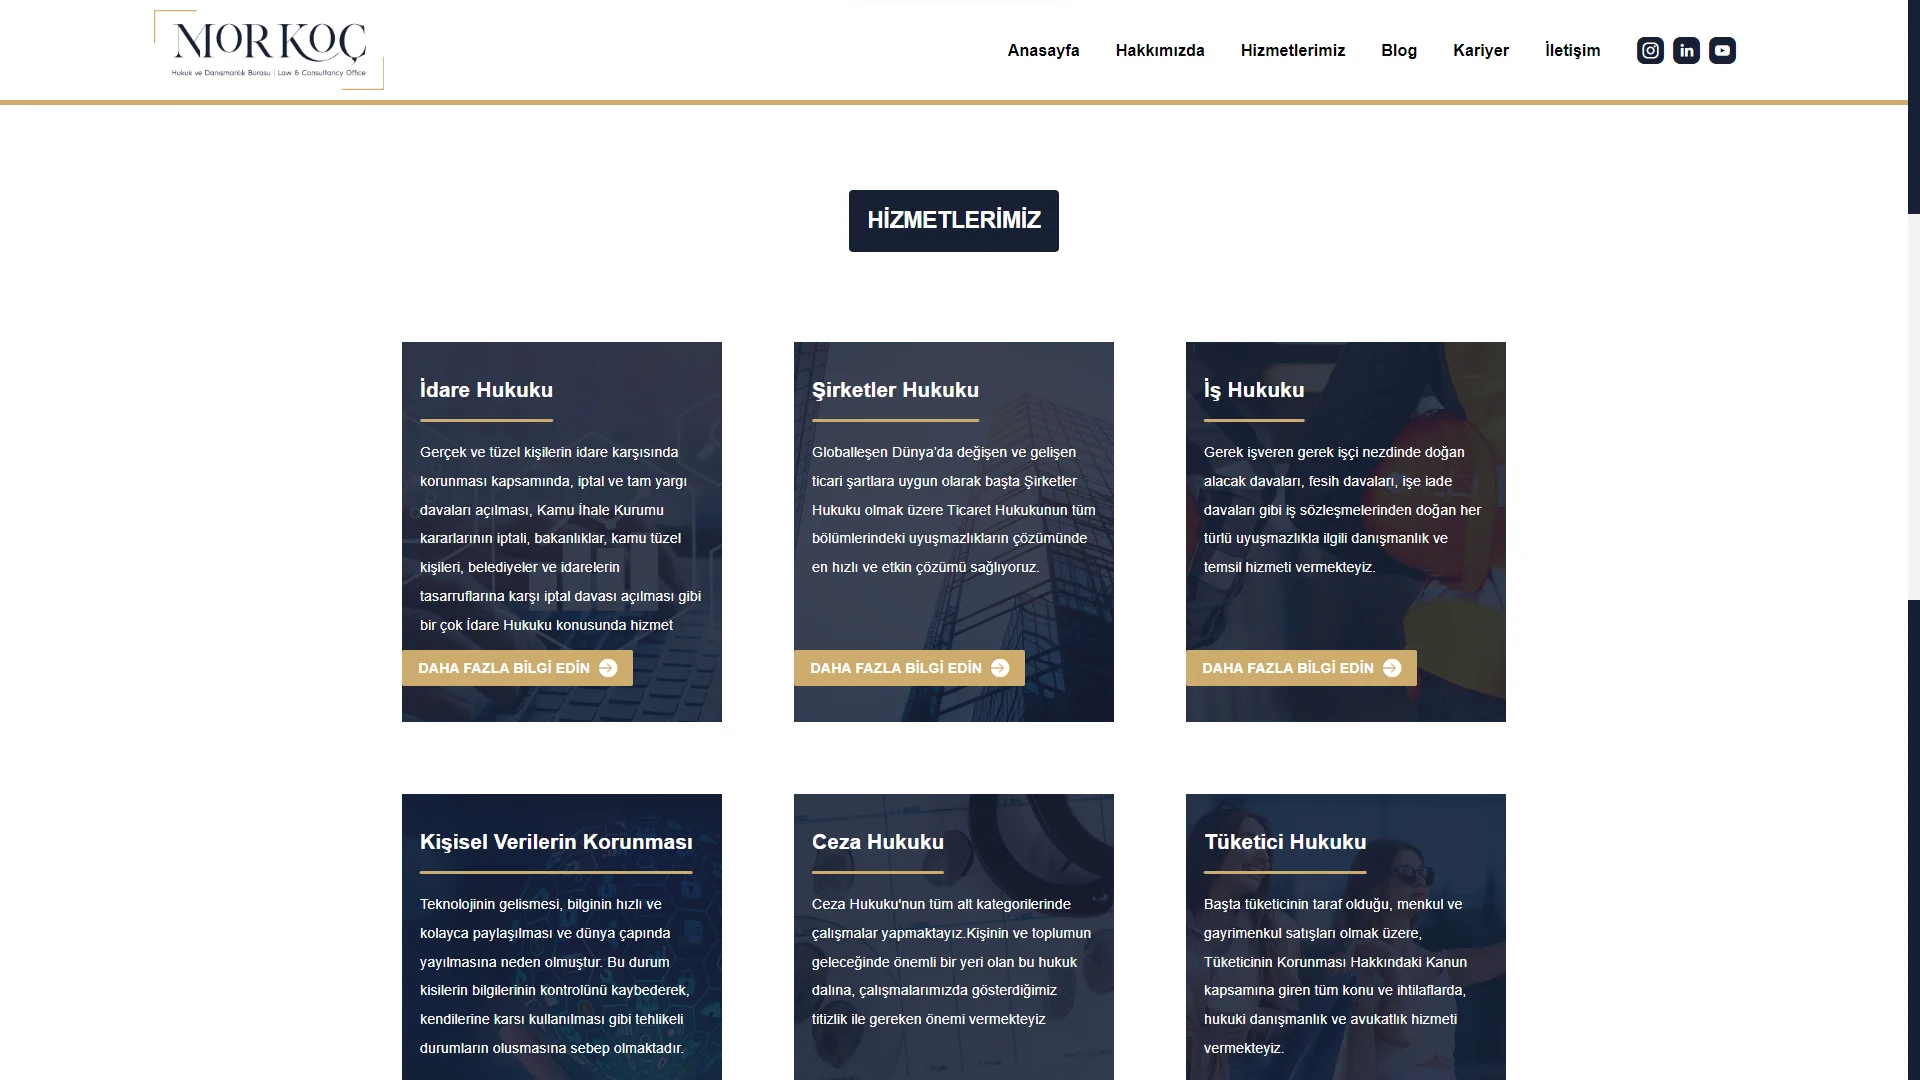 MORKOÇ
Hukuk ve Danışmanlık Bürosu | Law & Consultancy Office
Anasayfa
Hakkımızda
Hizmetlerimiz
Blog
Kariyer
İletişim
HİZMETLERİMİZ
İdare Hukuku
Gerçek ve tüzel kişilerin idare karşısında
korunması kapsamında, iptal ve tam yargı
davaları açılması, Kamu İhale Kurumu
kararlarının iptali, bakanlıklar, kamu tüzel
kişileri, belediyeler ve idarelerin
tasarruflarına karşı iptal davası açılması gibi
bir çok İdare Hukuku konusunda hizmet
DAHA FAZLA BİLGİ EDİN
Şirketler Hukuku
Globalleşen Dünya’da değişen ve gelişen
ticari şartlara uygun olarak başta Şirketler
Hukuku olmak üzere Ticaret Hukukunun tüm
bölümlerindeki uyuşmazlıkların çözümünde
en hızlı ve etkin çözümü sağlıyoruz.
DAHA FAZLA BİLGİ EDİN
İş Hukuku
Gerek işveren gerek işçi nezdinde doğan
alacak davaları, fesih davaları, işe iade
davaları gibi iş sözleşmelerinden doğan her
türlü uyuşmazlıkla ilgili danışmanlık ve
temsil hizmeti vermekteyiz.
DAHA FAZLA BİLGİ EDİN
Kişisel Verilerin Korunması
Teknolojinin gelismesi, bilginin hızlı ve
kolayca paylaşılması ve dünya çapında
yayılmasına neden olmuştur. Bu durum
kisilerin bilgilerinin kontrolünü kaybederek,
kendilerine karsı kullanılması gibi tehlikeli
durumların olusmasına sebep olmaktadır.
Ceza Hukuku
Ceza Hukuku'nun tüm alt kategorilerinde
çalışmalar yapmaktayız.Kişinin ve toplumun
geleceğinde önemli bir yeri olan bu hukuk
dalına, çalışmalarımızda gösterdiğimiz
titizlik ile gereken önemi vermekteyiz
Tüketici Hukuku
Başta tüketicinin taraf olduğu, menkul ve
gayrimenkul satışları olmak üzere,
Tüketicinin Korunması Hakkındaki Kanun
kapsamına giren tüm konu ve ihtilaflarda,
hukuki danışmanlık ve avukatlık hizmeti
vermekteyiz.